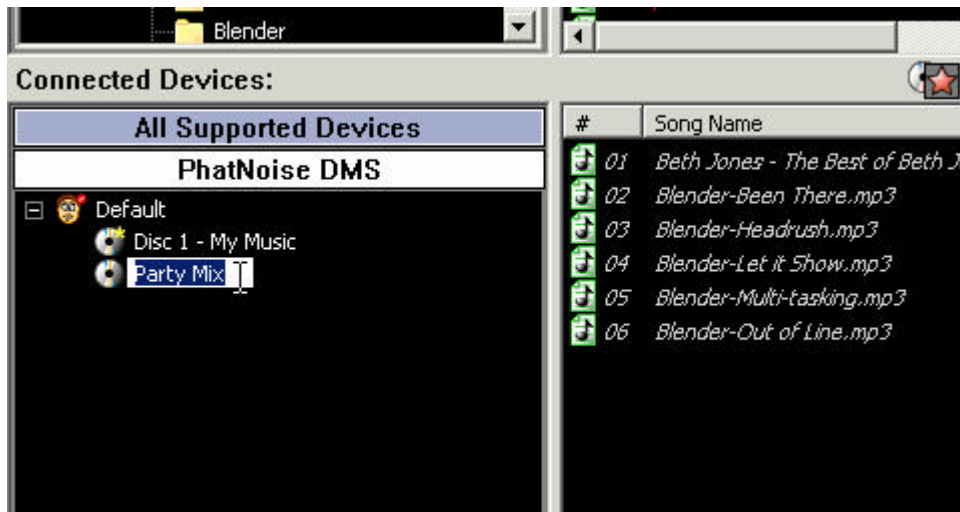 Blender
Connected Devices:
All Supported Devices
PhatNoise DMS
Default
Disc 1 - My Music
Party Mix
# Song Name
01 Beth Jones - The Best of Beth
02 Blender-Been There.mp3
03 Blender-Headrush.mp3
04 Blender-Let it Show.mp3
05 Blender-Multi-tasking.mp3
06 Blender-Out of Line.mp3